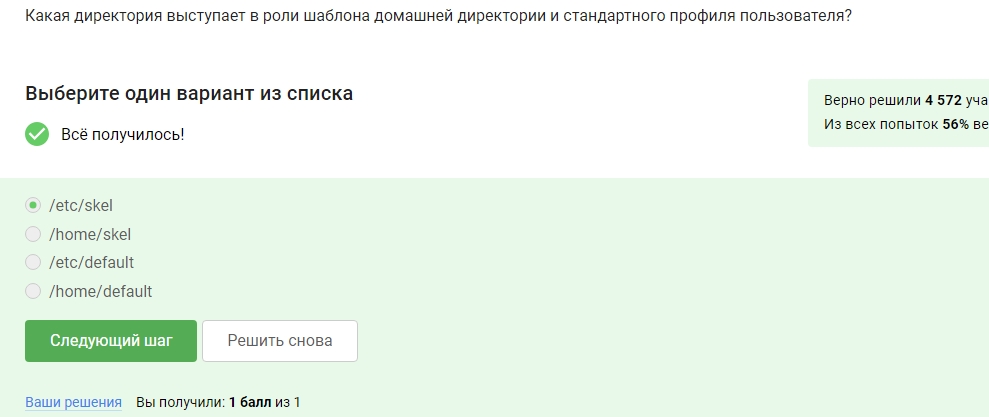 Какая директория выступает в роли шаблона домашней директории и стандартного профиля пользователя?
Выберите один вариант из списка
Верно решили 4 572 уча
Из всех попыток 56% ве
Всё получилось!
/etc/skel
/home/skel
/etc/default
/home/default
Следующий шаг
Решить снова
Ваши решения Вы получили: 1 балл из 1